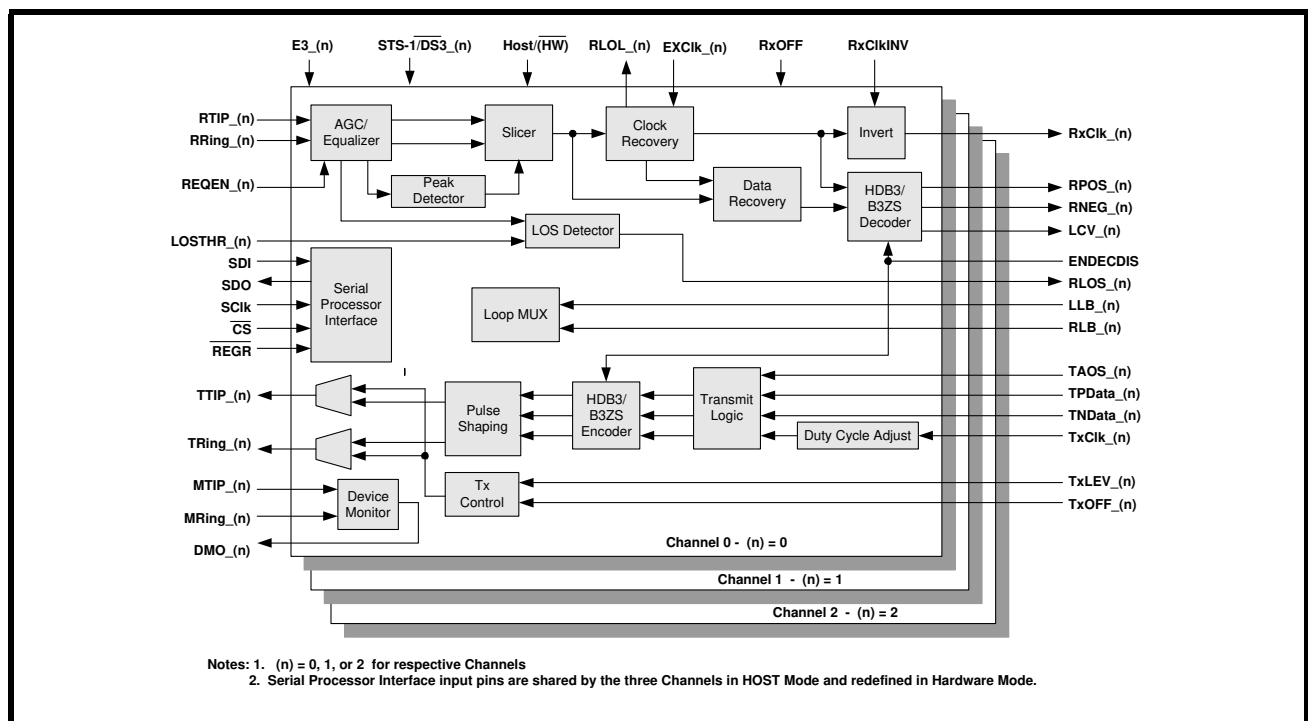 E3_(n)
STS-1/DS3_(n)
Host/(HW)
RLOL_(n)
EXClk_(n)
RxOFF
RxClkINV
RTIP_(n)
RRing_(n)
REQEN_(n)
LOSTHR_(n)
SDI
SDO
SClk
CS
REGR
TTIP_(n)
TRing_(n)
MTIP_(n)
MRing_(n)
DMO_(n)
AGC/
Equalizer
Peak
Detector
Slicer
LOS Detector
Clock
Recovery
Data
Recovery
Invert
HDB3/
B3ZS
Decoder
Serial
Processor
Interface
Loop MUX
Pulse
Shaping
HDB3/
B3ZS
Encoder
Transmit
Logic
Duty Cycle Adjust
Tx
Control
Device
Monitor
RxClk_(n)
RPOS_(n)
RNEG_(n)
LCV_(n)
ENDECDIS
RLOS_(n)
LLB_(n)
RLB_(n)
TAOS_(n)
TPData_(n)
TNData_(n)
TxClk_(n)
TxLEV_(n)
TxOFF_(n)
Channel 0 - (n) = 0
Channel 1 - (n) = 1
Channel 2 - (n) = 2
Notes: 1. (n) = 0, 1, or 2 for respective Channels
2. Serial Processor Interface input pins are shared by the three Channels in HOST Mode and redefined in Hardware Mode.